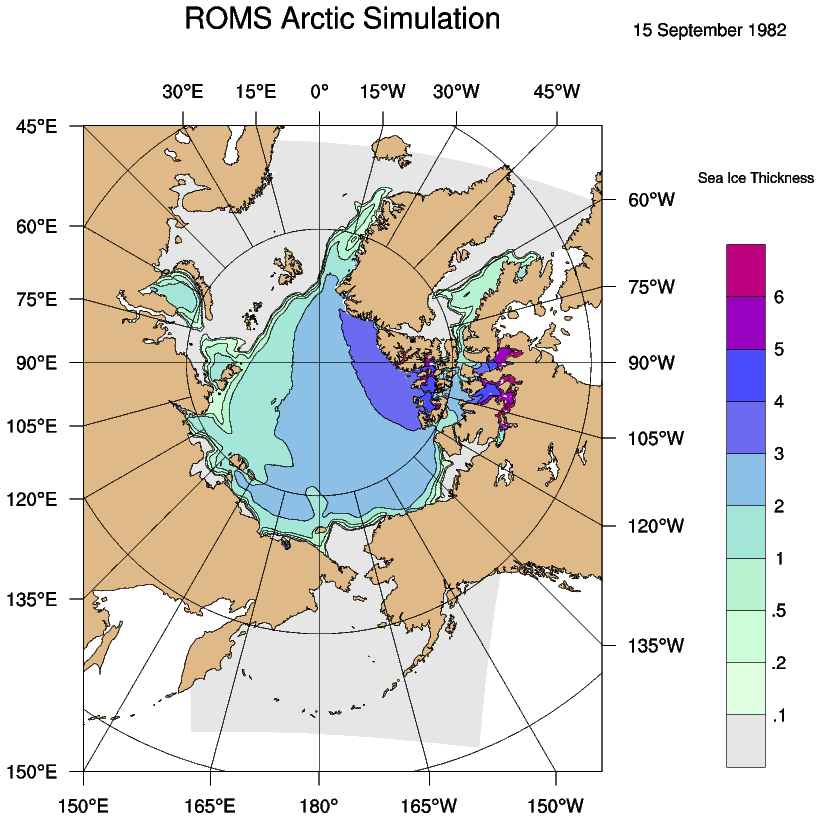 ROMS Arctic Simulation
15 September 1982
30°E 15°E 0° 15°W 30°W 45°W
45°E
Sea Ice Thickness
60°W
60°E
75°W
75°E
6
5
90°E
90°W
4
105°E
105°W
3
120°E
2
120°W
1
135°E
.5
135°W
.2
.1
150°E
150°E 165°E 180° 165°W 150°W